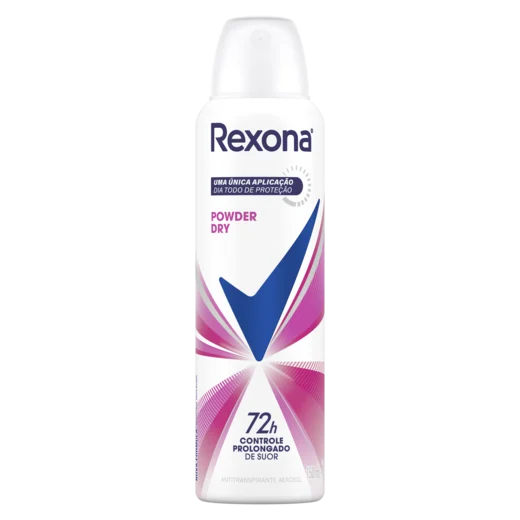 Rexona
UMA ÚNICA APLICAÇÃO
DIA TODO DE PROTEÇÃO
POWDER
DRY
72h
CONTROLE
PROLONGADO
DE SUOR
ANTITRANSPIRANTE AEROSOL